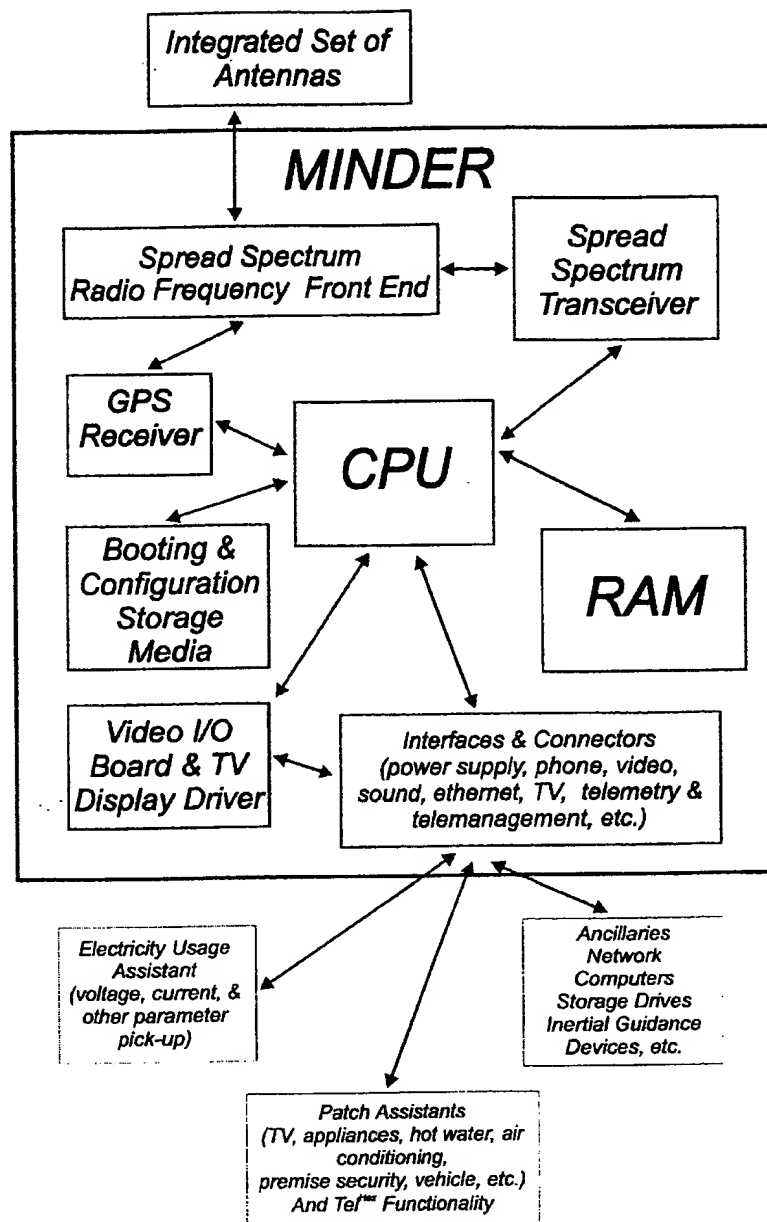 Integrated Set of
Antennas
MINDER
Spread Spectrum
Radio Frequency Front End
Spread
Spectrum
Transceiver
GPS
Receiver
CPU
Booting &
Configuration
Storage
Media
RAM
Video I/O
Board & TV
Display Driver
Interfaces & Connectors
(power supply, phone, video,
sound, ethernet, TV, telemetry &
telemanagement, etc.)
Electricity Usage
Assistant
(voltage, current, &
other parameter
pick-up)
Ancillaries
Network
Computers
Storage Drives
Inertial Guidance
Devices, etc.
Patch Assistants
(TV, appliances, hot water, air
conditioning,
premise security, vehicle, etc.)
And Functionality